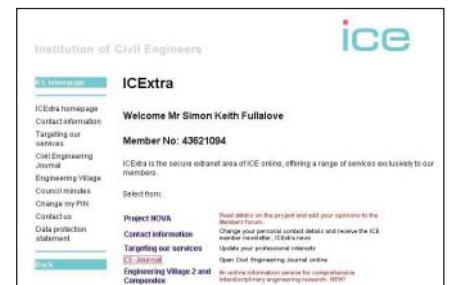 Institution of Civil Engineers
ice
ICE homepage
ICExtra
ICExtra homepage
Contact information
Targeting our
services
Civil Engineering
Journal
Engineering Village
Council minutes
Change my PIN
Contact us
Data protection
statement
Back
Welcome Mr Simon Keith Fullalove
Member No: 43621094
ICExtra is the secure extranet area of ICE online, offering a range of services exclusively to our
members.
Select from:
Project NOVA
Read details on the project and add your opinions to the
Members forum.
Contact information
Change your personal contact details and receive the ICE
member newsletter, ICExtra news
Targeting our services
Update your professional interests
CE Journal
Open Civil Engineering Journal online
Engineering Village 2 and
Compendex
An online information service for comprehensive
interdisciplinary engineering research. NEW!